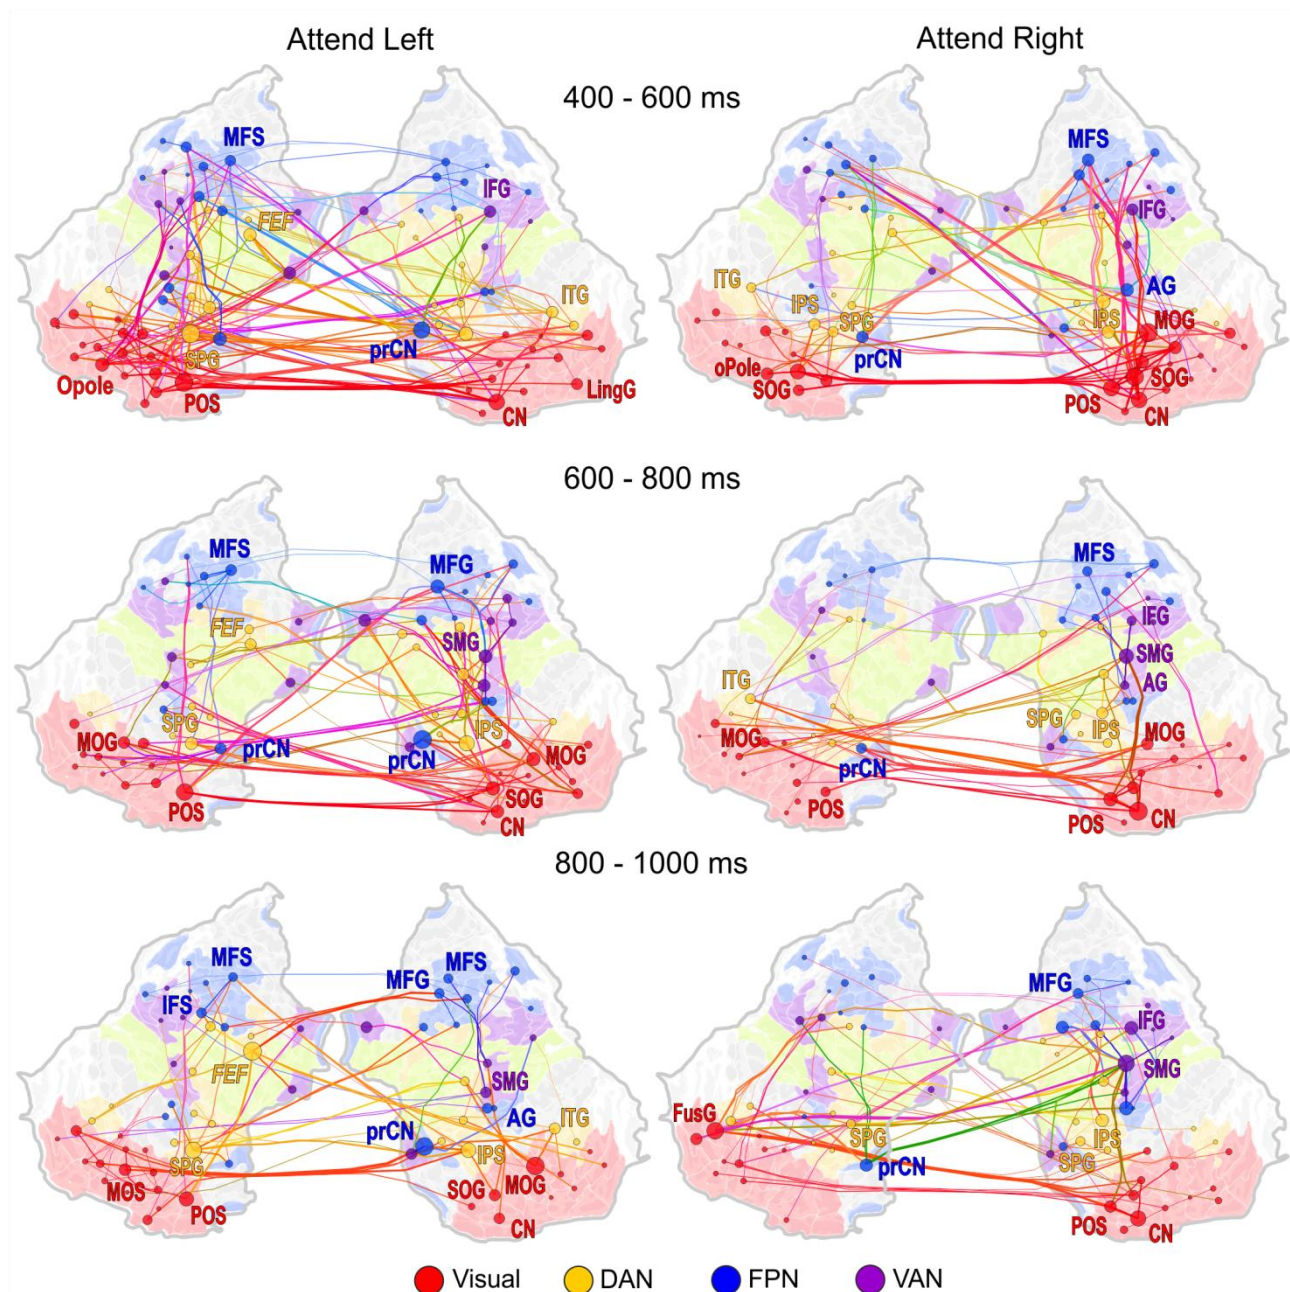 Attend Left Attend Right
400 - 600 ms
MFS MFS
IFG IFG
FEF
ITG ITG AG
IPS SPG IPS MOG
SPG prCN prCN
Opole POS LingG oPole SOG SOG
CN POS CN
600 - 800 ms
MFS MFG MFS
FEF SMG IFG
SMG
AG
ITG
SPG IPS SPG IPS
MOG prCN prCN MOG MOG prCN MOG
POS SOG POS POS CN
CN
800 - 1000 ms
MFS MFG MFS MFG
IFS IFG
FEF SMG SMG
prCN AG ITG FusG
SPG IPS SPG IPS
MOS SOG MOG prCN SPG
POS CN POS CN
Visual DAN FPN VAN